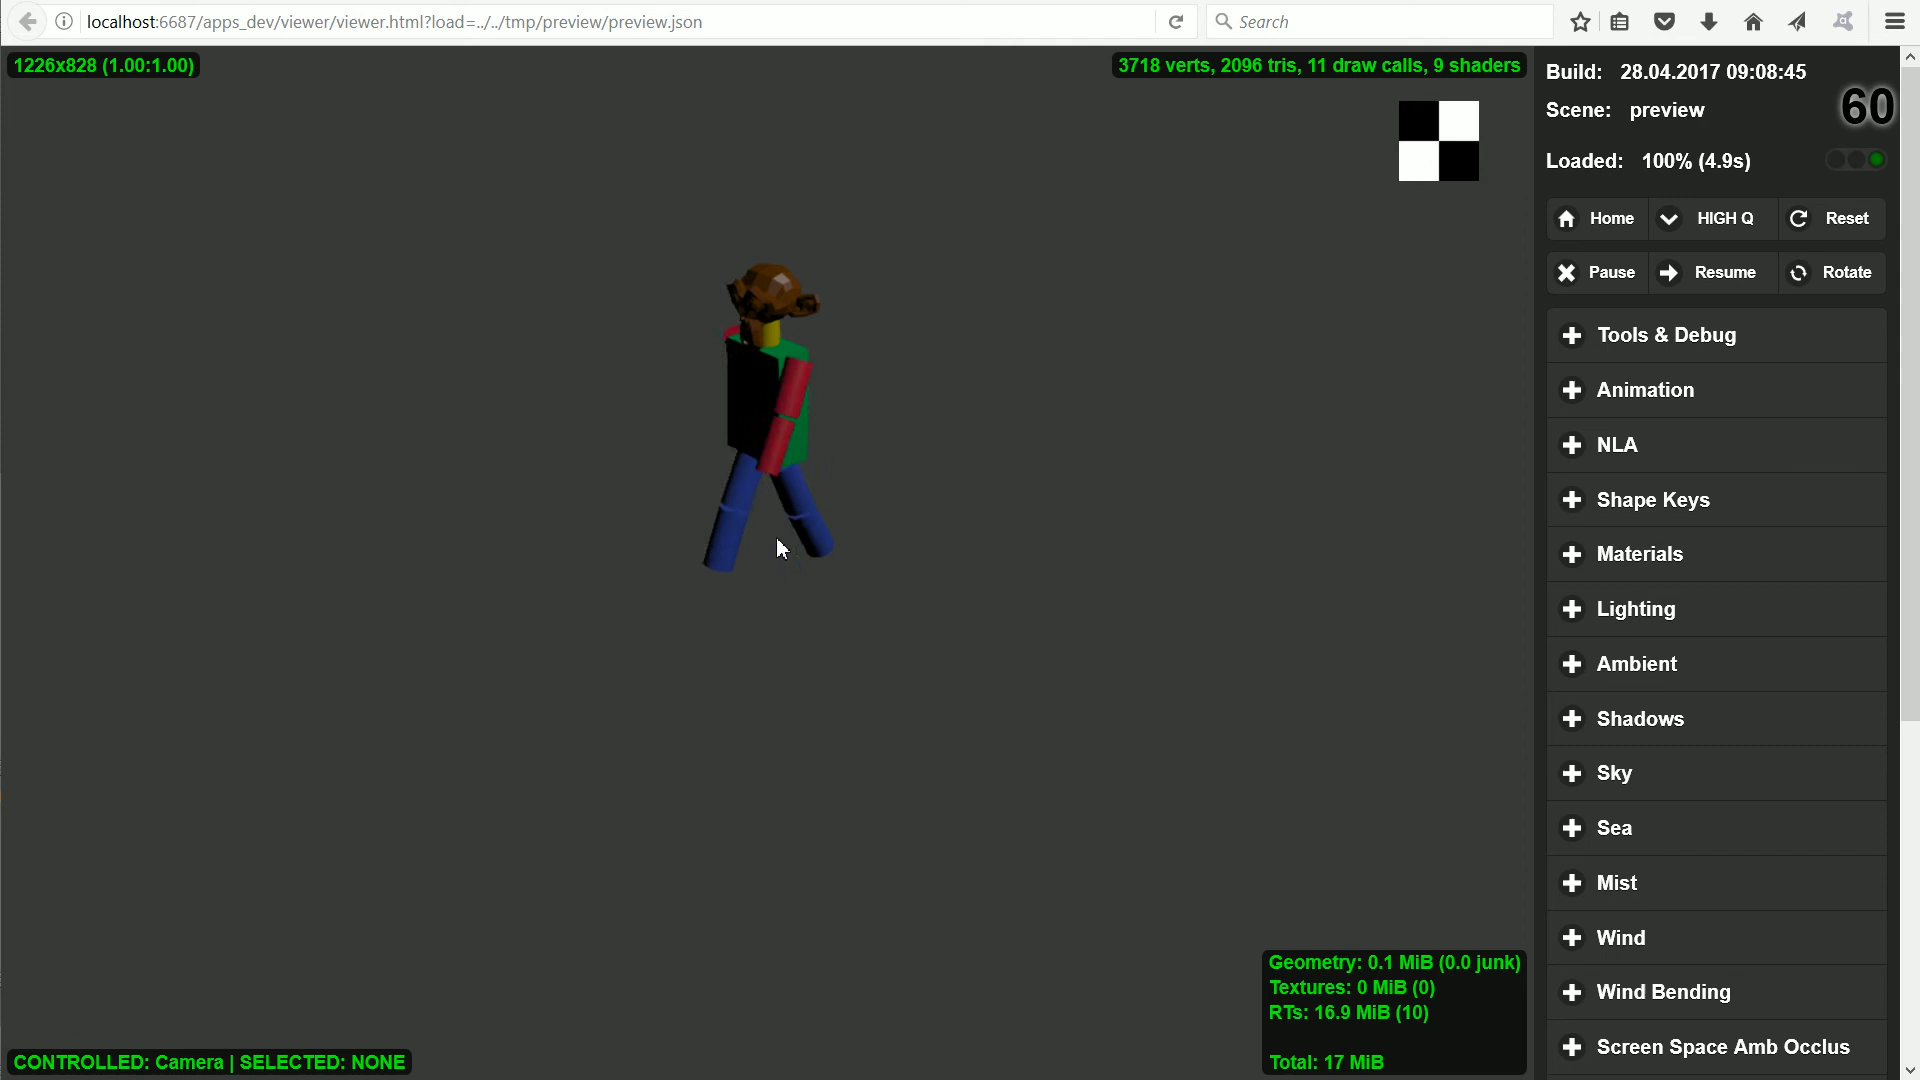 localhost:6687/apps_dev/viewer/viewer.html?load=../../tmp/preview/preview.json
Search
1226x828 (1.00:1.00)
3718 verts, 2096 tris, 11 draw calls, 9 shaders
Build: 28.04.2017 09:08:45
60
Scene: preview
Loaded: 100% (4.9s)
Home
HIGH Q
Reset
Pause
Resume
Rotate
Tools & Debug
Animation
NLA
Shape Keys
Materials
Lighting
Ambient
Shadows
Sky
Sea
Mist
Wind
Wind Bending
Screen Space Amb Occlus
Geometry: 0.1 MiB (0.0 junk)
Textures: 0 MiB (0)
RTs: 16.9 MiB (10)
Total: 17 MiB
CONTROLLED: Camera | SELECTED: NONE